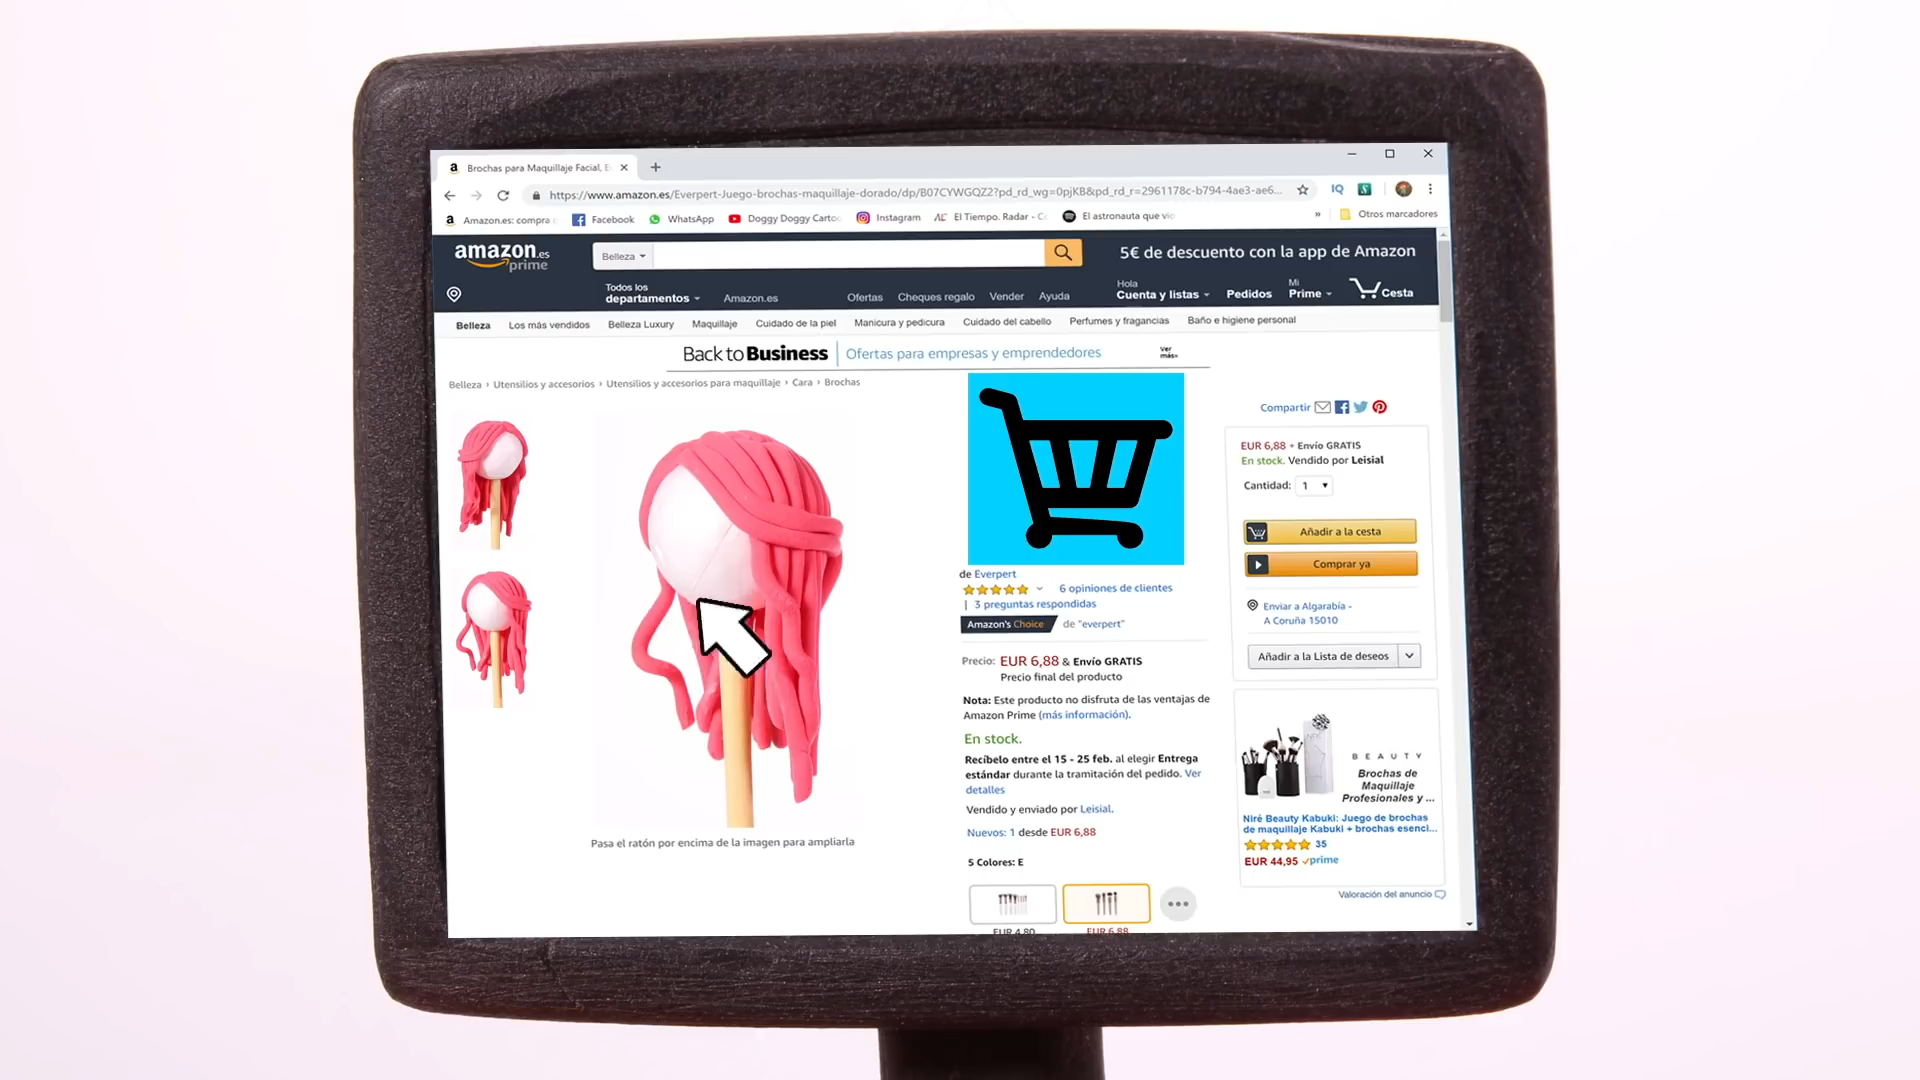 Brochas para Maquillaje Facial, E
https://www.amazon.es/Everpert-Juego-brochas-maquillaje-dorado/dp/B07CYWGQZ2?pd_rd_wg=0pjKB&pd_rd_r=2961178c-b794-4ae3-ae6...
Amazon.es: compra Facebook WhatsApp Doggy Doggy Cartoo Instagram El Tiempo. Radar - C El astronauta que vio » Otros marcadores
amazon.es prime
Belleza
5€ de descuento con la app de Amazon
Todos los departamentos Amazon.es Ofertas Cheques regalo Vender Ayuda
Hola Cuenta y listas Pedidos Mi Prime Cesta
Belleza Los más vendidos Belleza Luxury Maquillaje Cuidado de la piel Manicura y pedicura Cuidado del cabello Perfumes y fragancias Baño e higiene personal
Back to Business | Ofertas para empresas y emprendedores Ver más»
Belleza › Utensilios y accesorios › Utensilios y accesorios para maquillaje › Cara › Brochas
Pasa el ratón por encima de la imagen para ampliarla
de Everpert
6 opiniones de clientes
| 3 preguntas respondidas
Amazon's Choice de "everpert"
Precio: EUR 6,88 & Envío GRATIS
Precio final del producto
Nota: Este producto no disfruta de las ventajas de
Amazon Prime (más información).
En stock.
Recíbelo entre el 15 - 25 feb. al elegir Entrega
estándar durante la tramitación del pedido. Ver
detalles
Vendido y enviado por Leisial.
Nuevos: 1 desde EUR 6,88
5 Colores: E
EUR 4,80 EUR 6,88
Compartir
EUR 6,88 + Envío GRATIS
En stock. Vendido por Leisial
Cantidad: 1
Añadir a la cesta
Comprar ya
Enviar a Algarabía -
A Coruña 15010
Añadir a la Lista de deseos
BEAUTY
Brochas de
Maquillaje
Profesionales y ...
Niré Beauty Kabuki: Juego de brochas
de maquillaje Kabuki + brochas esenci...
35
EUR 44,95 prime
Valoración del anuncio